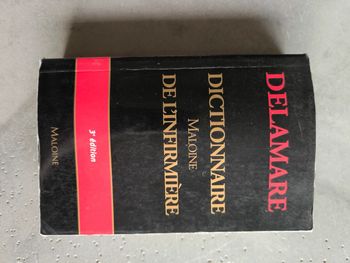 DELAMARE
DICTIONNAIRE
MALOINE
DE L'INFIRMIÈRE
3e édition
MALOINE